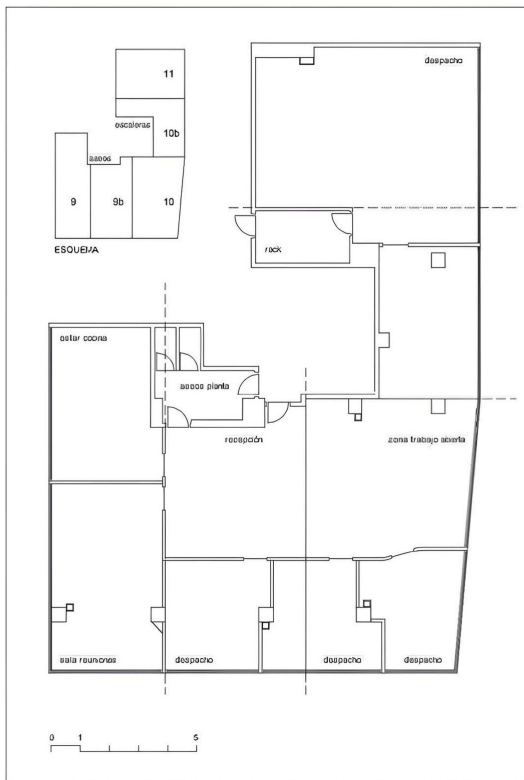 11
escaleras
10b
aseos
9
9b
10
ESQUEMA
despacho
rack
estar cocina
aseos planta
recepción
zona trabajo abierta
sala reuniones
despacho
despacho
despacho
0 1 5